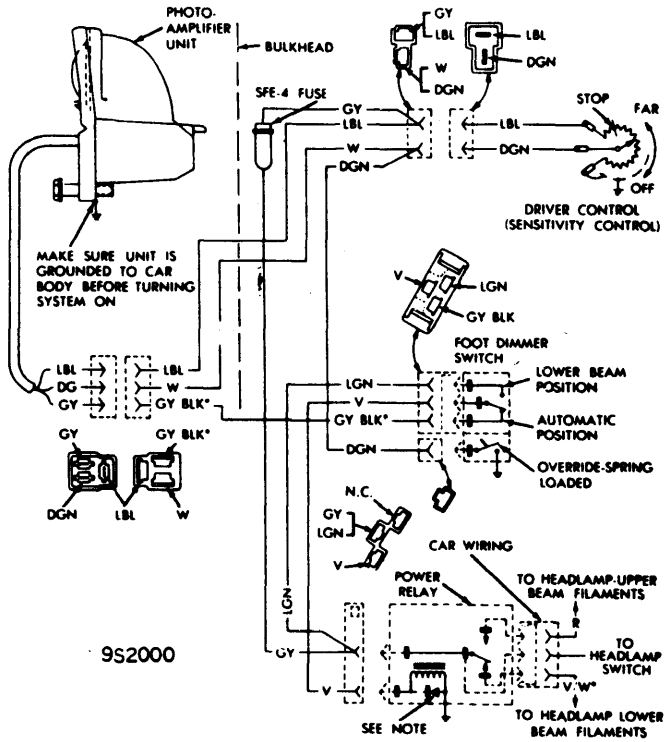 PHOTO-
AMPLIFIER
UNIT
BULKHEAD
SFE-4 FUSE
GY
LBL
W
DGN
LBL
DGN
GY
LBL
W
DGN
LBL
DGN
STOP
FAR
OFF
DRIVER CONTROL
(SENSITIVITY CONTROL)
MAKE SURE UNIT IS
GROUNDED TO CAR
BODY BEFORE TURNING
SYSTEM ON
V
LGN
GY BLK
FOOT DIMMER
SWITCH
LBL
DG
GY
LBL
W
GY BLK*
LGN
V
GY BLK*
DGN
LOWER BEAM
POSITION
AUTOMATIC
POSITION
OVERRIDE-SPRING
LOADED
GY
GY BLK*
DGN
LBL
W
N.C.
GY
LGN
V
CAR WIRING
POWER
RELAY
TO HEADLAMP-UPPER
BEAM FILAMENTS
R
TO
HEADLAMP
SWITCH
V/W*
TO HEADLAMP LOWER
BEAM FILAMENTS
LGN
GY
V
SEE NOTE
9S2000